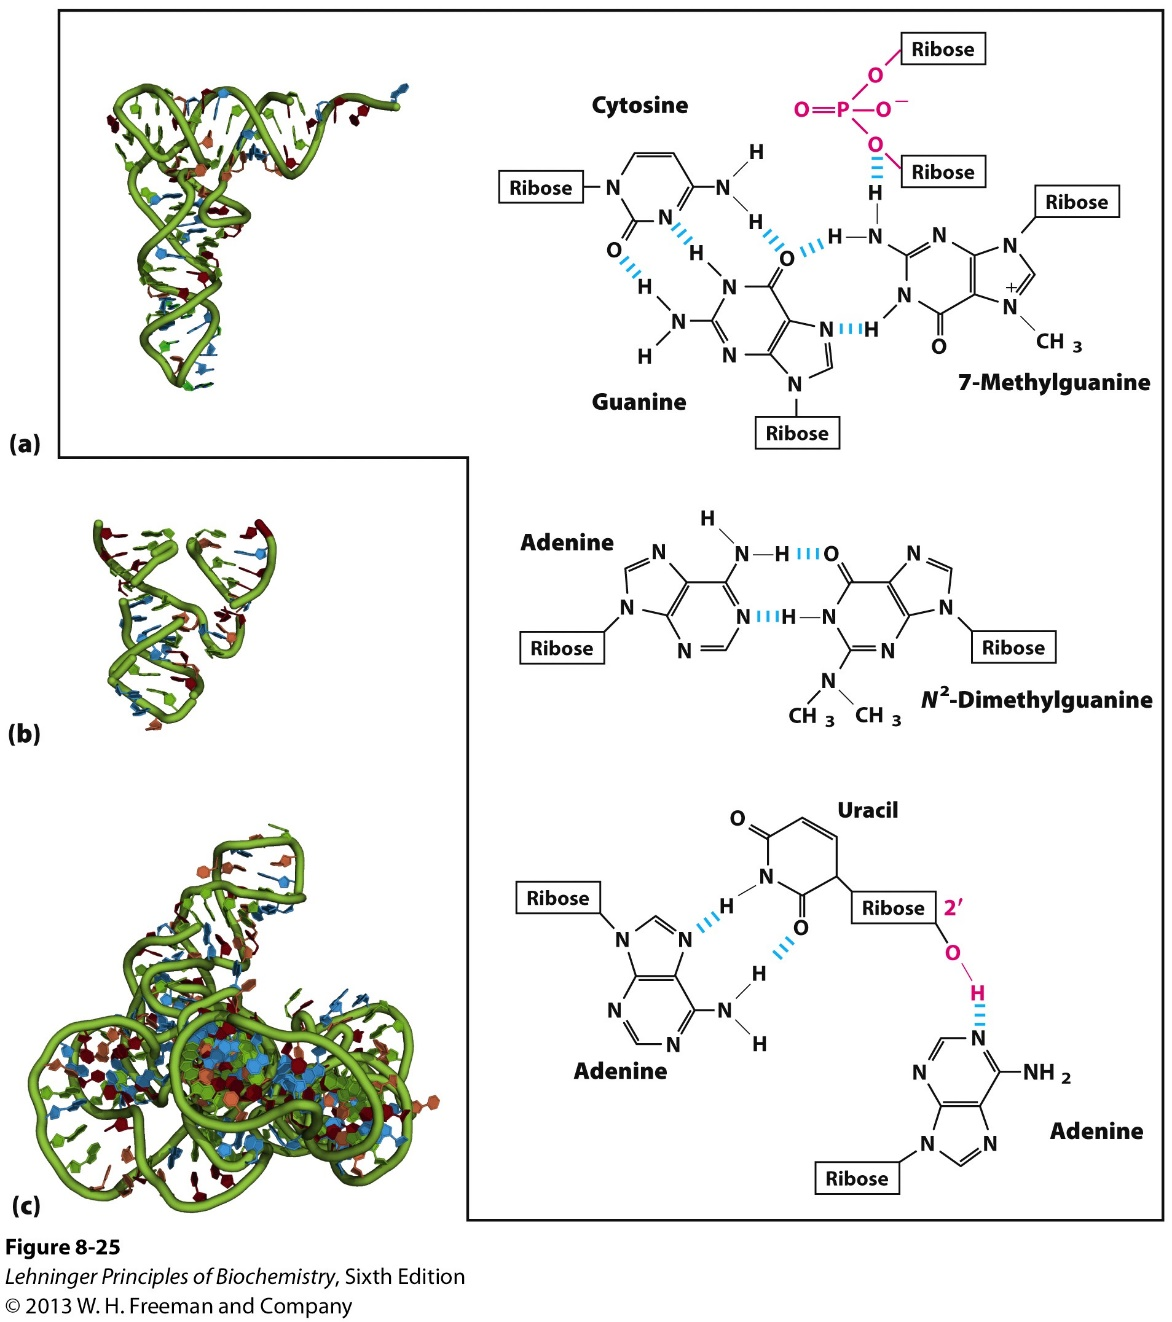 Ribose
O
O=P—O⁻
O
Ribose
H
Cytosine
H
Ribose
N
N
H
N
O
H
O
H
N
N
N
Ribose
H
N
H
N
N
H
N
N
+
N
H
N
O
CH 3
N
Guanine
7-Methylguanine
Ribose
(a)
Adenine
H
N
N
H
O
N
N
N
H
N
N
Ribose
N
N
Ribose
N
CH 3
CH 3
N²-Dimethylguanine
(b)
Uracil
O
N
H
O
Ribose
2′
Ribose
N
N
O
H
H
N
N
N
H
Adenine
N
N
NH 2
Adenine
N
N
Ribose
(c)
Figure 8-25
Lehninger Principles of Biochemistry, Sixth Edition
© 2013 W. H. Freeman and Company